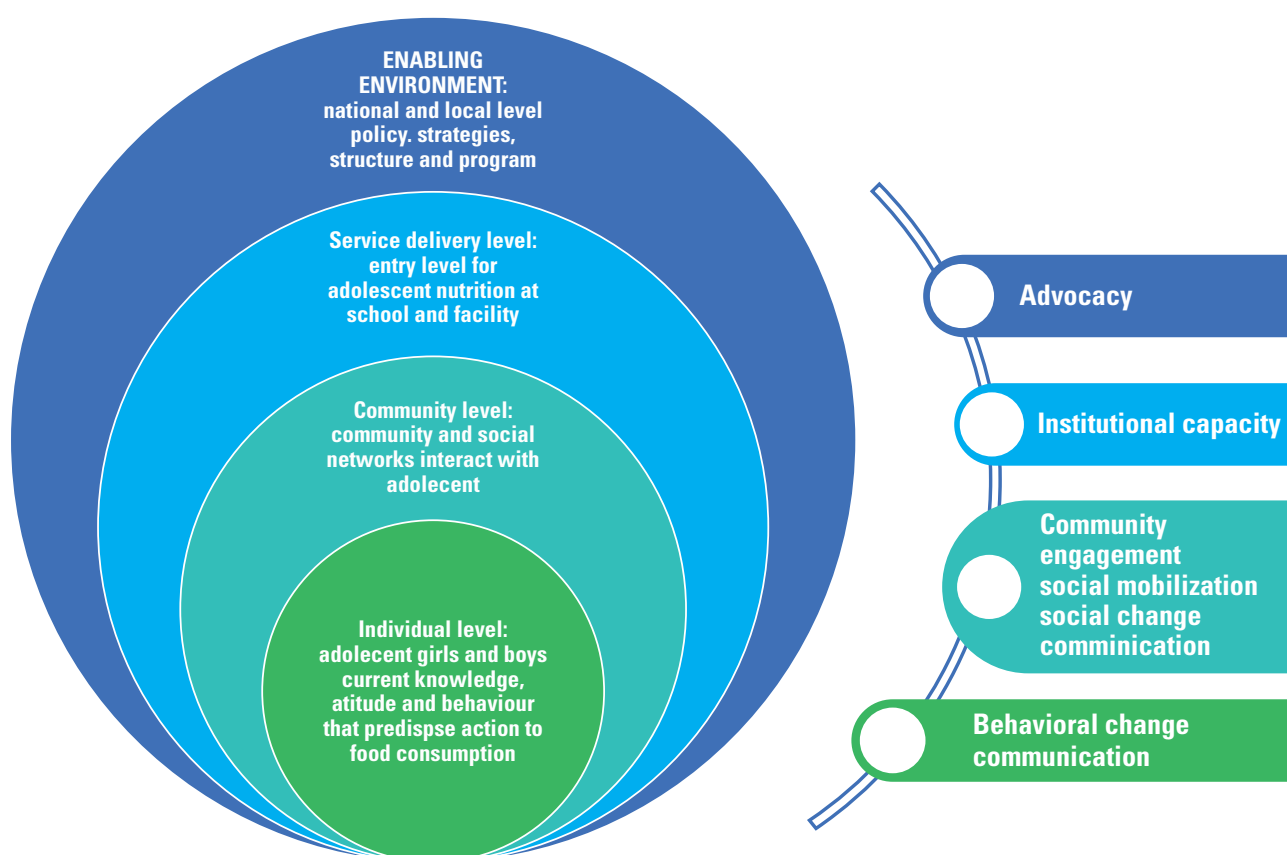 ENABLING
ENVIRONMENT:
national and local level
policy. strategies,
structure and program
Service delivery level:
entry level for
adolescent nutrition at
school and facility
Community level:
community and social
networks interact with
adolecent
Individual level:
adolecent girls and boys
current knowledge,
atitude and behaviour
that predispse action to
food consumption
Advocacy
Institutional capacity
Community
engagement
social mobilization
social change
comminication
Behavioral change
communication